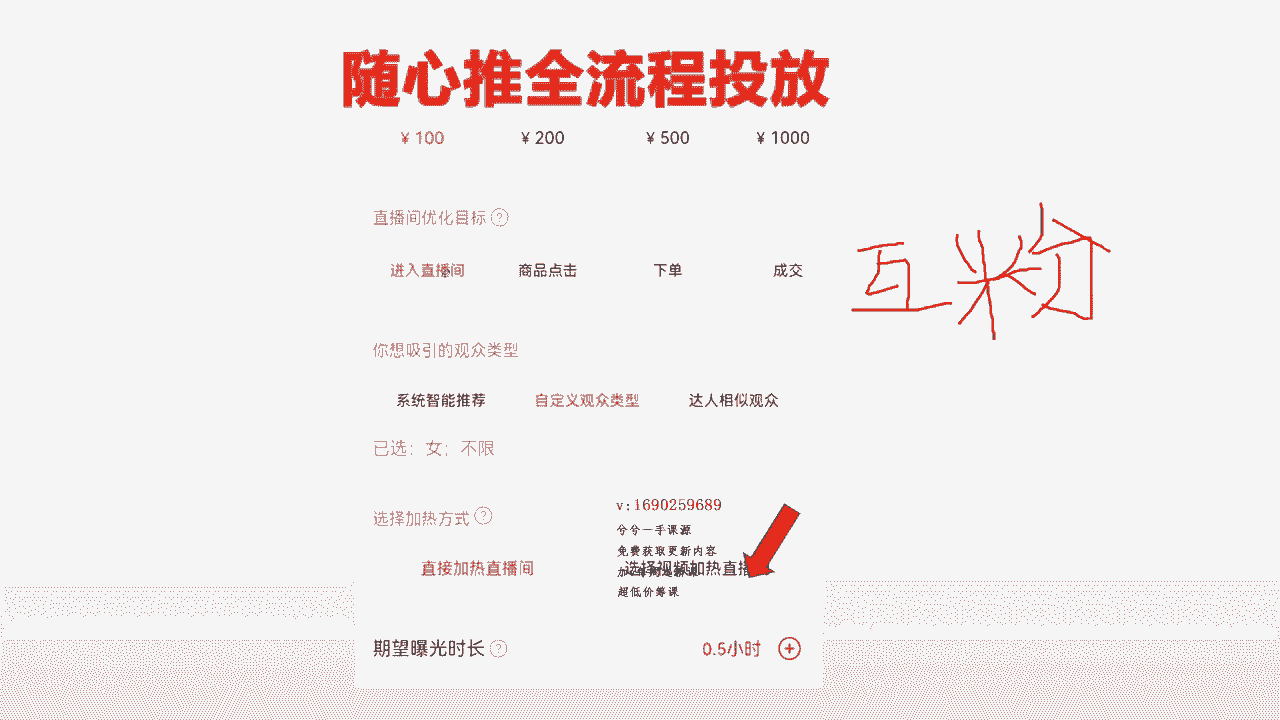 随心推全流程投放
¥ 100 ¥ 200 ¥ 500 ¥ 1000
直播间优化目标 ?
进入直播间 商品点击 下单 成交
互粉
你想吸引的观众类型
系统智能推荐 自定义观众类型 达人相似观众
已选：女；不限
v:1690259689
选择加热方式 ?
兮兮一手课源
免费获取更新内容
直接加热直播间 选择视频加热直播
超低价筹课
期望曝光时长 ? 0.5小时 +